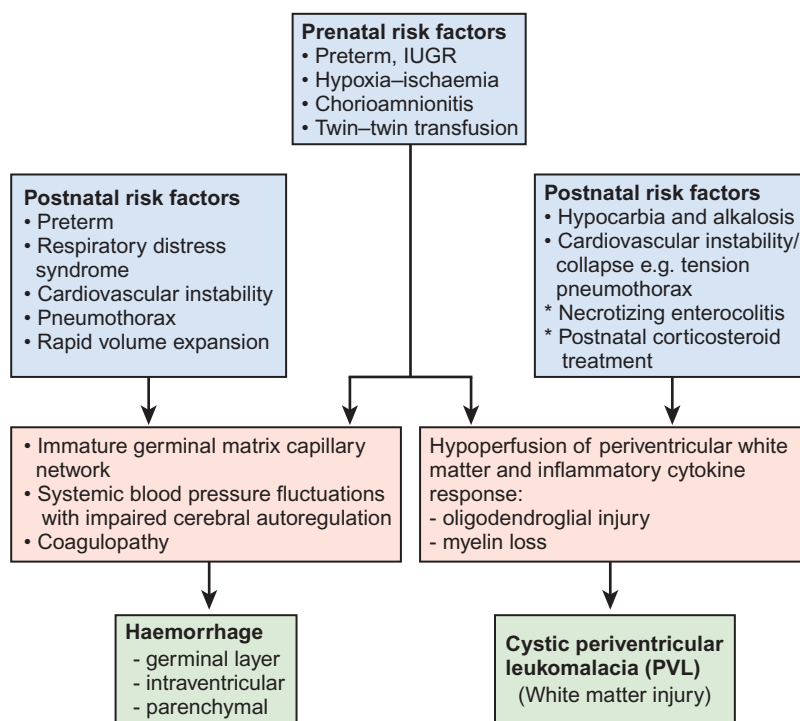 Prenatal risk factors
• Preterm, IUGR
• Hypoxia–ischaemia
• Chorioamnionitis
• Twin–twin transfusion
Postnatal risk factors
• Preterm
• Respiratory distress
syndrome
• Cardiovascular instability
• Pneumothorax
• Rapid volume expansion
Postnatal risk factors
• Hypocarbia and alkalosis
• Cardiovascular instability/
collapse e.g. tension
pneumothorax
* Necrotizing enterocolitis
* Postnatal corticosteroid
treatment
• Immature germinal matrix capillary
network
• Systemic blood pressure fluctuations
with impaired cerebral autoregulation
• Coagulopathy
Hypoperfusion of periventricular white
matter and inflammatory cytokine
response:
- oligodendroglial injury
- myelin loss
Haemorrhage
- germinal layer
- intraventricular
- parenchymal
Cystic periventricular
leukomalacia (PVL)
(White matter injury)